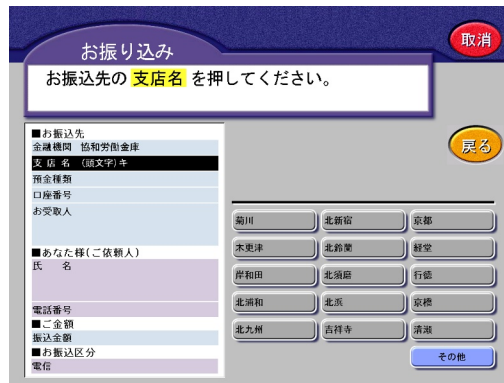 お振り込み
取消
お振込先の 支店名 を押してください。
戻る
■お振込先
金融機関 協和労働金庫
支店名 (頭文字)キ
預金種類
口座番号
お受取人
■あなた様(ご依頼人)
氏 名
電話番号
■ご金額
振込金額
■お振込区分
電信
菊川 北新宿 京都
木更津 北鈴蘭 経堂
岸和田 北須磨 行徳
北浦和 北浜 京橋
北九州 吉祥寺 清瀬
その他